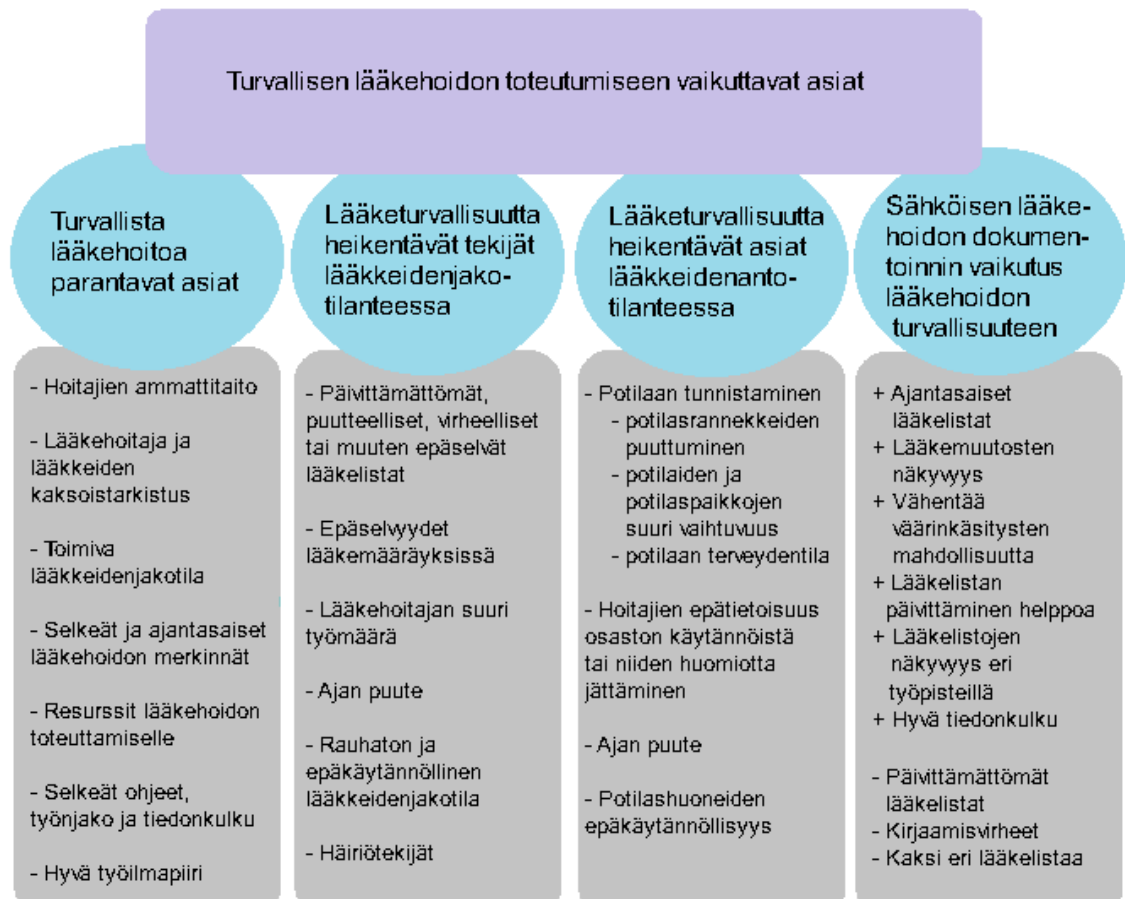 Turvallisen lääkehoidon toteutumiseen vaikuttavat asiat
Turvallista
lääkehoitoa
parantavat asiat
- Hoitajien ammattitaito
- Lääkehoitaja ja
lääkkeiden
kaksoistarkistus
- Toimiva
lääkkeidenjakotila
- Selkeät ja ajantasaiset
lääkehoidon merkinnät
- Resurssit lääkehoidon
toteuttamiselle
- Selkeät ohjeet,
työnjako ja tiedonkulku
- Hyvä työilmapiiri
Lääketurvallisuutta
heikentävät tekijät
lääkkeidenjako-
tilanteessa
- Päivittämättömät,
puutteelliset, virheelliset
tai muuten epäselvät
lääkelistat
- Epäselvyydet
lääkemääräyksissä
- Lääkehoitajan suuri
työmäärä
- Ajan puute
- Rauhaton ja
epäkäytännöllinen
lääkkeidenjakotila
- Häiriötekijät
Lääketurvallisuutta
heikentävät asiat
lääkkeidenanto-
tilanteessa
- Potilaan tunnistaminen
- potilasrannekkeiden
puuttuminen
- potilaiden ja
potilaspaikkojen
suuri vaihtuvuus
- potilaan terveydentila
- Hoitajien epätietoisuus
osaston käytännöistä
tai niiden huomiotta
jättäminen
- Ajan puute
- Potilashuoneiden
epäkäytännöllisyys
Sähköisen lääke-
hoidon dokumen-
toinnin vaikutus
lääkehoidon
turvallisuuteen
+ Ajantasaiset
lääkelistat
+ Lääkemuutosten
näkyvyys
+ Vähentää
väärinkäsitysten
mahdollisuutta
+ Lääkelistan
päivittäminen helppoa
+ Lääkelistojen
näkyvyys eri
työpisteillä
+ Hyvä tiedonkulku
- Päivittämättömät
lääkelistat
- Kirjaamisvirheet
- Kaksi eri lääkelistaa